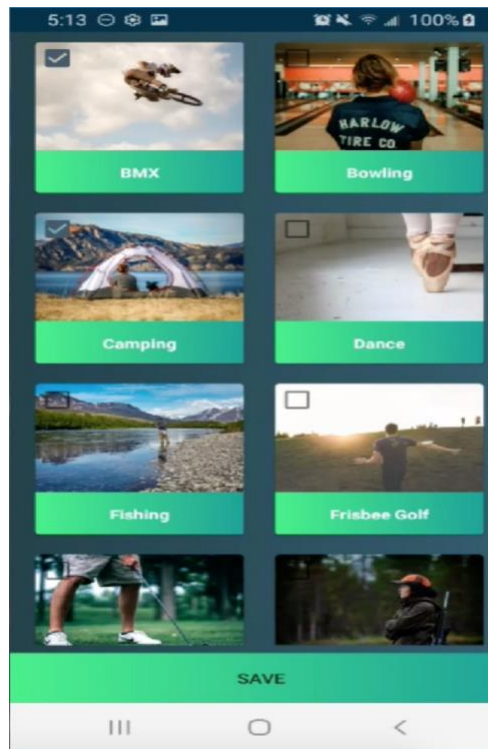 5:13 100%
HARLOW
TIRE CO
BMX Bowling
Camping Dance
Fishing Frisbee Golf
SAVE